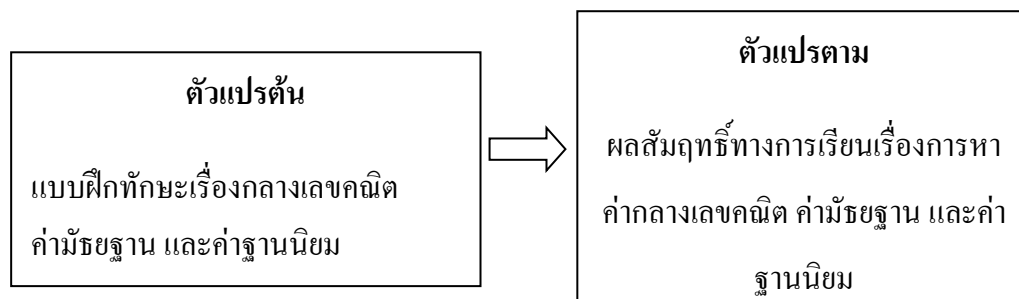 ตัวแปรต้น
แบบฝึกทักษะเรื่องกลางเลขคณิต
ค่ามัธยฐาน และค่าฐานนิยม
ตัวแปรตาม
ผลสัมฤทธิ์ทางการเรียนเรื่องการหา
ค่ากลางเลขคณิต ค่ามัธยฐาน และค่า
ฐานนิยม